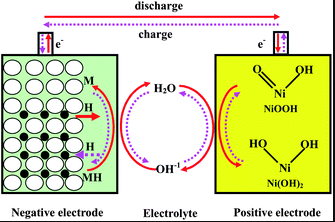 discharge
charge
e-
e-
M
H
H
MH
H₂O
OH⁻¹
O
OH
Ni
NiOOH
HO
OH
Ni
Ni(OH)₂
Negative electrode
Electrolyte
Positive electrode